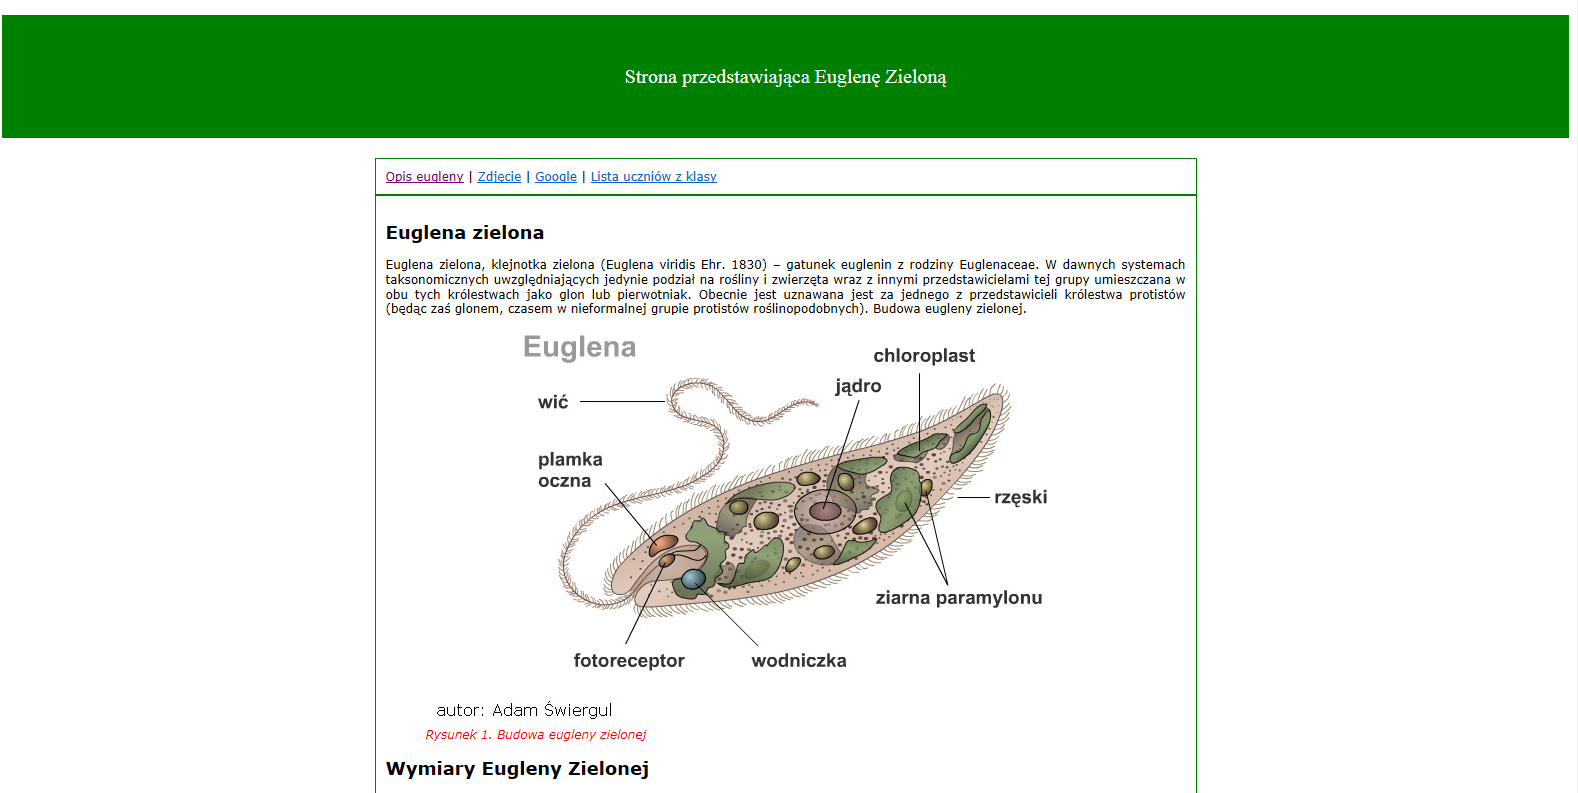 Strona przedstawiająca Euglenę Zieloną
Opis eugleny | Zdjęcie | Google | Lista uczniów z klasy
Euglena zielona
Euglena zielona, klejnotka zielona (Euglena viridis Ehr. 1830) – gatunek euglenin z rodziny Euglenaceae. W dawnych systemach
taksonomicznych uwzględniających jedynie podział na rośliny i zwierzęta wraz z innymi przedstawicielami tej grupy umieszczana w
obu tych królestwach jako glon lub pierwotniak. Obecnie jest uznawana jest za jednego z przedstawicieli królestwa protistów
(będąc zaś glonem, czasem w nieformalnej grupie protistów roślinopodobnych). Budowa eugleny zielonej.
Euglena
chloroplast
jądro
wić
plamka
oczna
rzęski
ziarna paramylonu
fotoreceptor
wodniczka
autor: Adam Świergul
Rysunek 1. Budowa eugleny zielonej
Wymiary Eugleny Zielonej